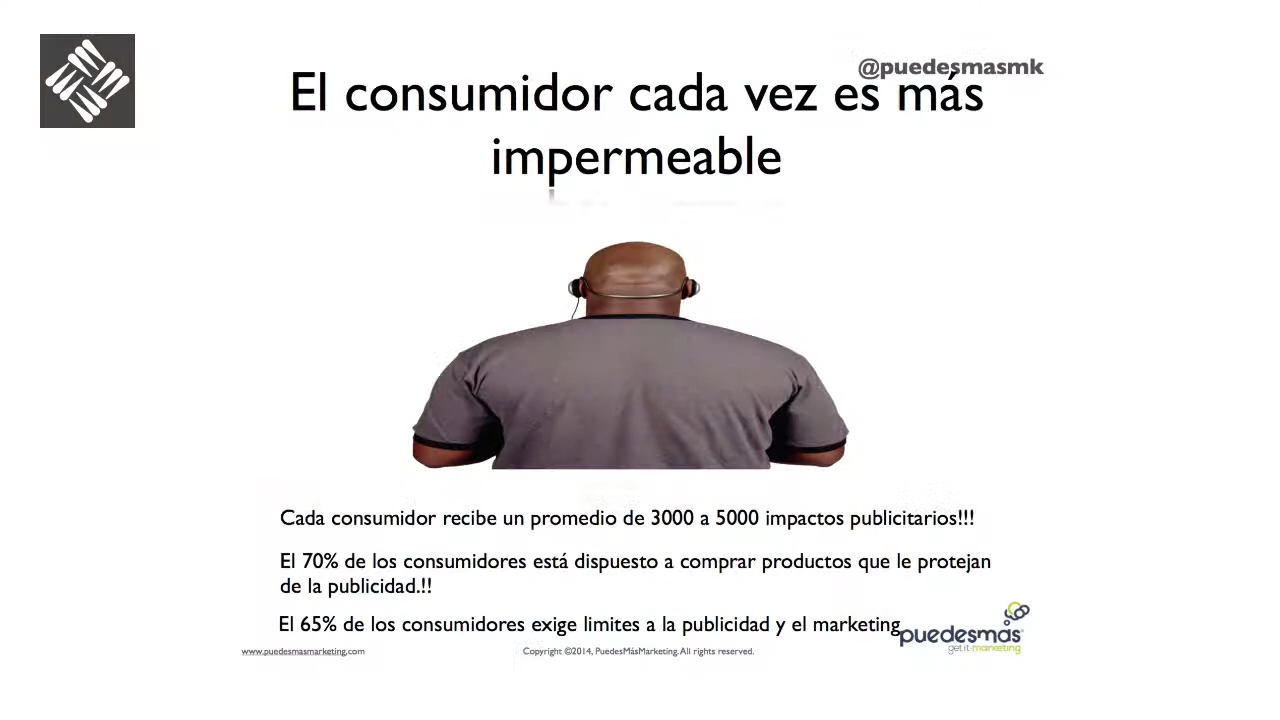 @puedesmasmk
El consumidor cada vez es más
impermeable
Cada consumidor recibe un promedio de 3000 a 5000 impactos publicitarios!!!
El 70% de los consumidores está dispuesto a comprar productos que le protejan
de la publicidad.!!
El 65% de los consumidores exige limites a la publicidad y el marketing
puedesmás
get it marketing
www.puedesmasmarketing.com
Copyright ©2014, PuedesMásMarketing. All rights reserved.